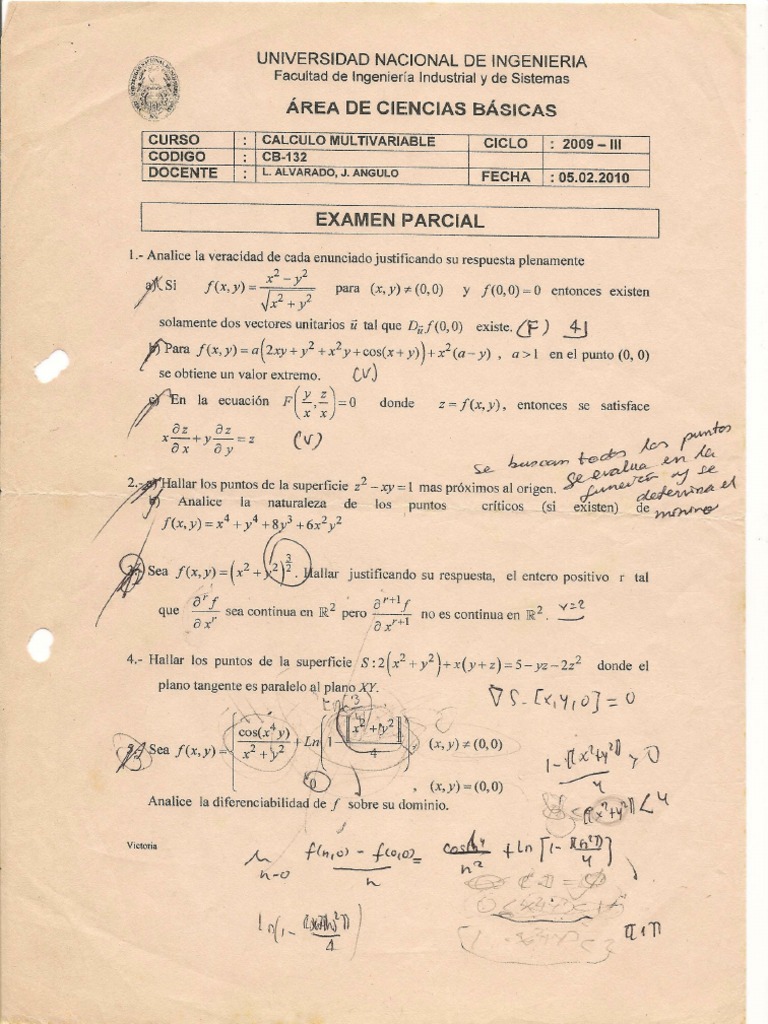 UNIVERSIDAD NACIONAL DE INGENIERIA
Facultad de Ingeniería Industrial y de Sistemas
ÁREA DE CIENCIAS BÁSICAS
CURSO : CALCULO MULTIVARIABLE CICLO : 2009 – III
CODIGO : CB-132
DOCENTE : L. ALVARADO, J. ANGULO FECHA : 05.02.2010
EXAMEN PARCIAL
1.- Analice la veracidad de cada enunciado justificando su respuesta plenamente
a) Si f(x, y) = (x² − y²)/√(x² + y²) para (x, y) ≠ (0,0) y f(0,0) = 0 entonces existen
solamente dos vectores unitarios u⃗ tal que D_u⃗ f(0,0) existe. (F) 4
b) Para f(x, y) = a(2xy + y² + x²y + cos(x + y)) + x²(a − y) , a > 1 en el punto (0, 0)
se obtiene un valor extremo. (V)
c) En la ecuación F(y/x, z/x) = 0 donde z = f(x, y), entonces se satisface
x ∂z/∂x + y ∂z/∂y = z (V)
se buscan todos los puntos
se evalua en la
y se
determina el
2.- a) Hallar los puntos de la superficie z² − xy = 1 mas próximos al origen.
b) Analice la naturaleza de los puntos críticos (si existen) de
f(x, y) = x⁴ + y⁴ + 8y³ + 6x²y²
Sea f(x, y) = (x² + y²)^(3/2). Hallar justificando su respuesta, el entero positivo r tal
que ∂^r f/∂x^r sea continua en ℝ² pero ∂^(r+1) f/∂x^(r+1) no es continua en ℝ². r=2
4.- Hallar los puntos de la superficie S : 2(x² + y²) + x(y + z) = 5 − yz − 2z² donde el
plano tangente es paralelo al plano XY.
∇S - [x,y,0] = 0
Sea f(x, y) = { cos(x⁴y)/(x² + y²) + Ln(1 − [[x² + y²]]/4) , (x, y) ≠ (0,0)
0 , (x, y) = (0,0)
1 - [[x²+y²]]/4 > 0
[[x²+y²]] < 4
Analice la diferenciabilidad de f sobre su dominio.
Victoria